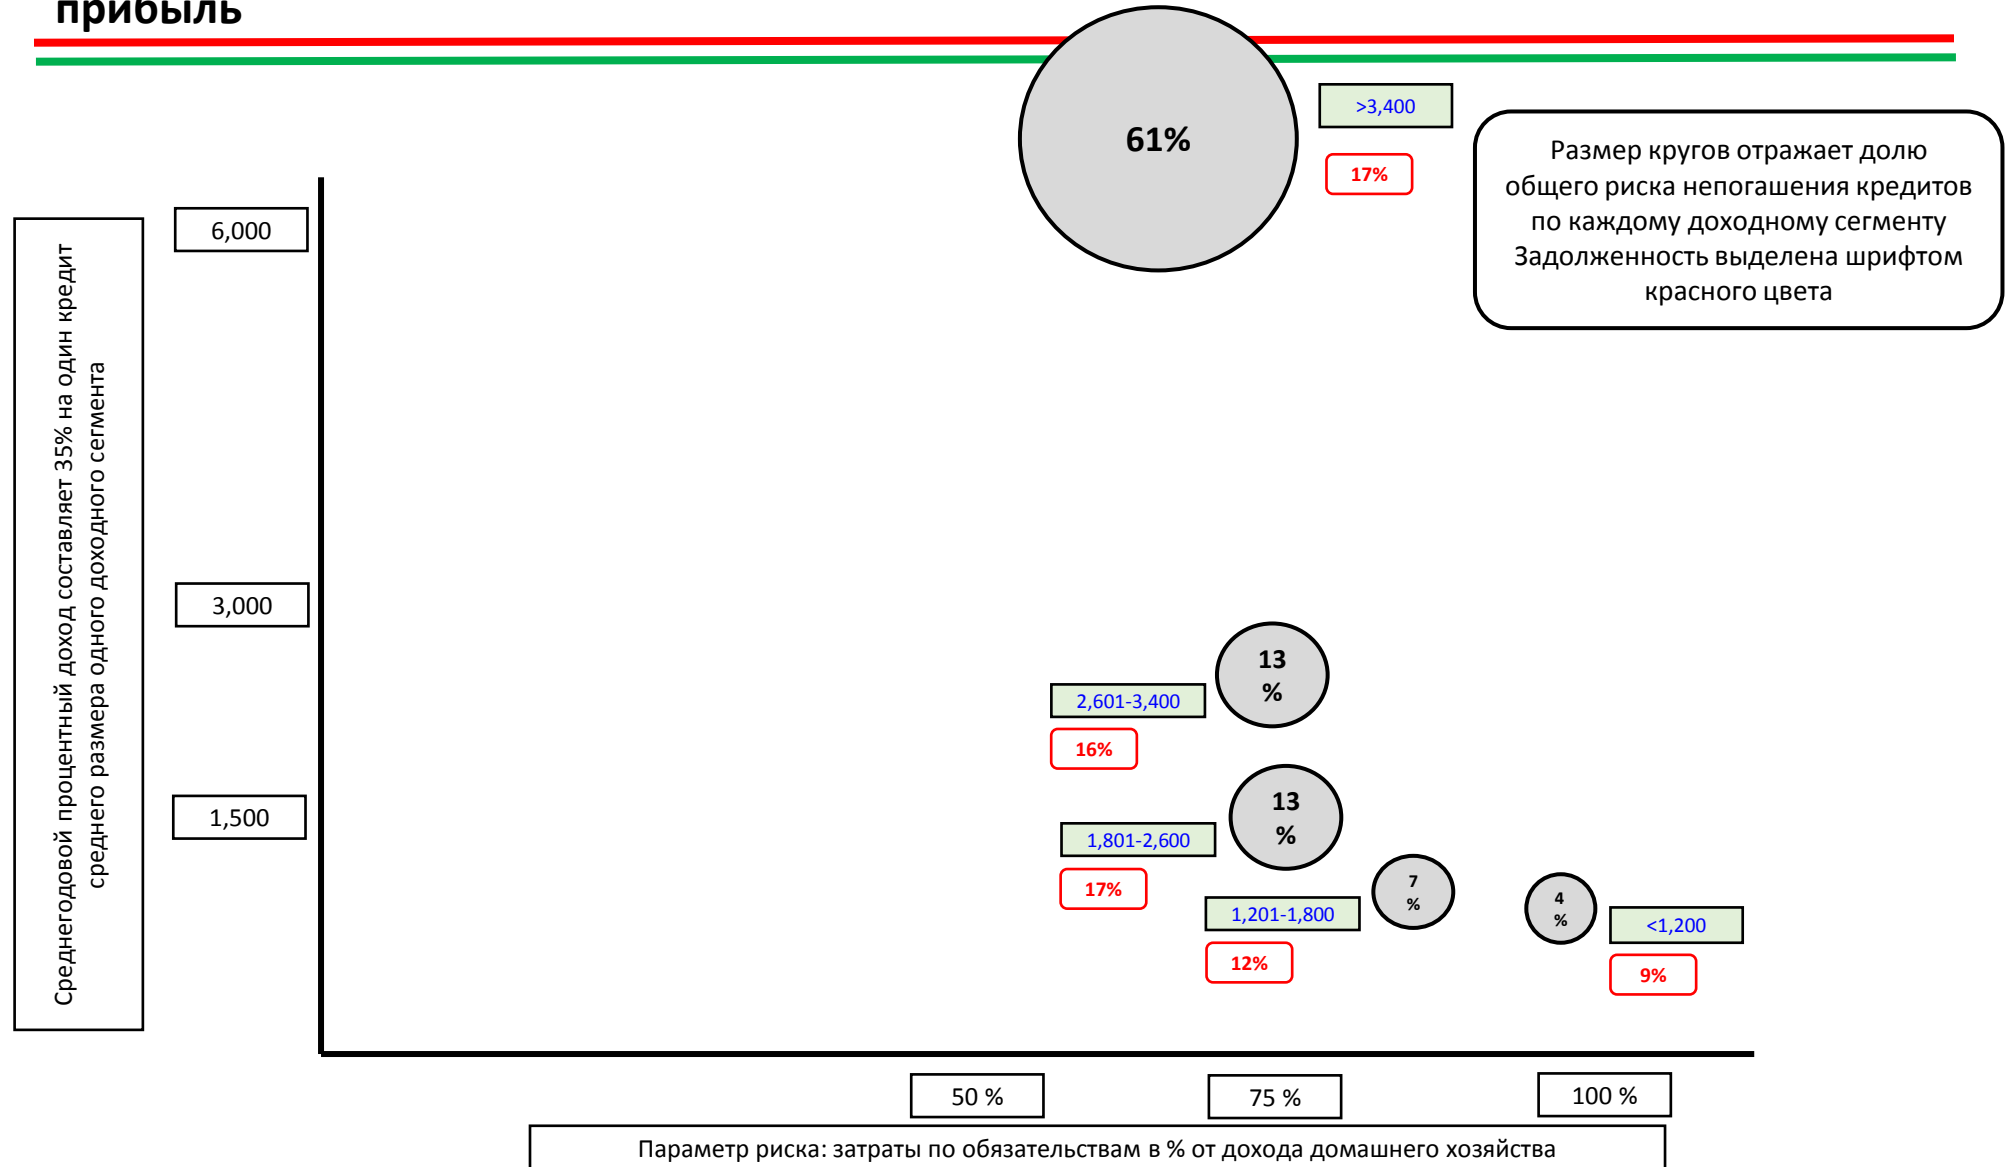 прибыль
61%
>3,400
17%
Размер кругов отражает долю
общего риска непогашения кредитов
по каждому доходному сегменту
Задолженность выделена шрифтом
красного цвета
Среднегодовой процентный доход составляет 35% на один кредит
среднего размера одного доходного сегмента
6,000
3,000
1,500
13
%
2,601-3,400
16%
13
%
1,801-2,600
17%
7
%
1,201-1,800
12%
4
%
<1,200
9%
50 %
75 %
100 %
Параметр риска: затраты по обязательствам в % от дохода домашнего хозяйства